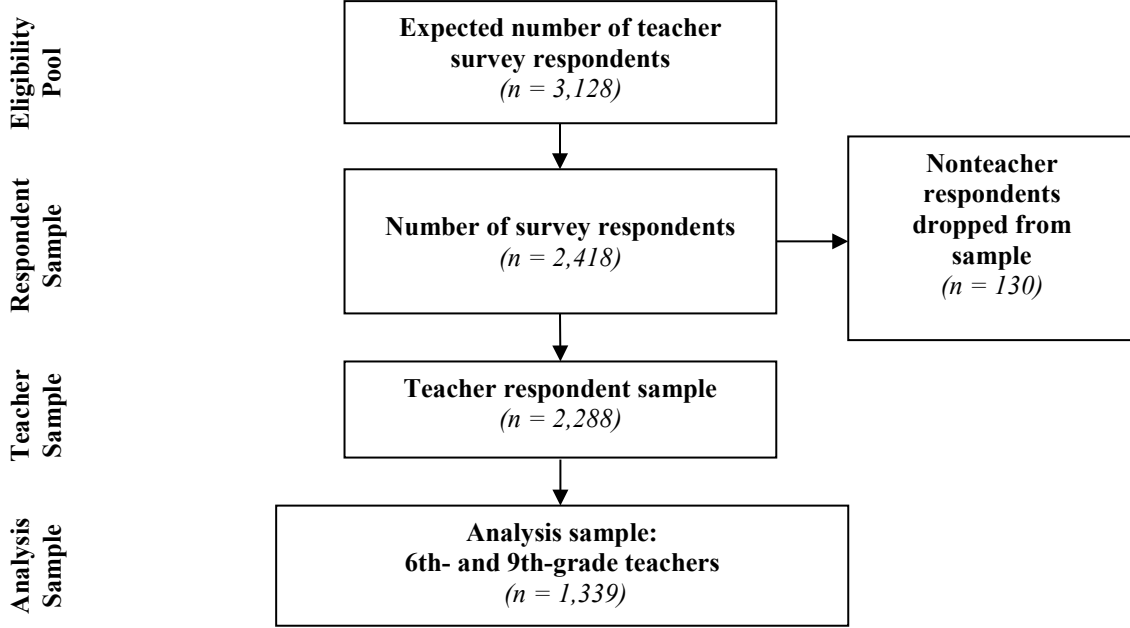 Eligibility
Pool
Expected number of teacher
survey respondents
(n = 3,128)
Respondent
Sample
Number of survey respondents
(n = 2,418)
Nonteacher
respondents
dropped from
sample
(n = 130)
Teacher
Sample
Teacher respondent sample
(n = 2,288)
Analysis
Sample
Analysis sample:
6th- and 9th-grade teachers
(n = 1,339)